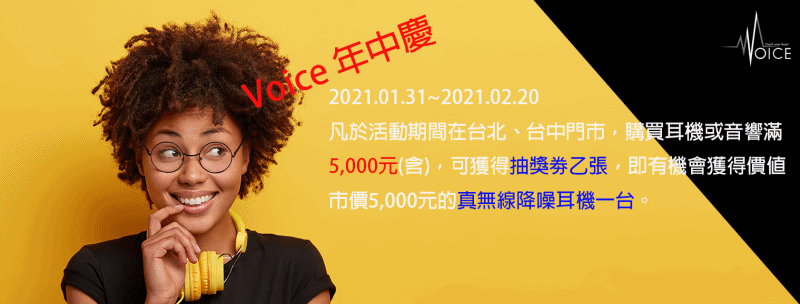 VOICE
Voice 年中慶
2021.01.31~2021.02.20
凡於活動期間在台北、台中門市，購買耳機或音響滿
5,000元(含)，可獲得抽獎券乙張，即有機會獲得價值
市價5,000元的真無線降噪耳機一台。